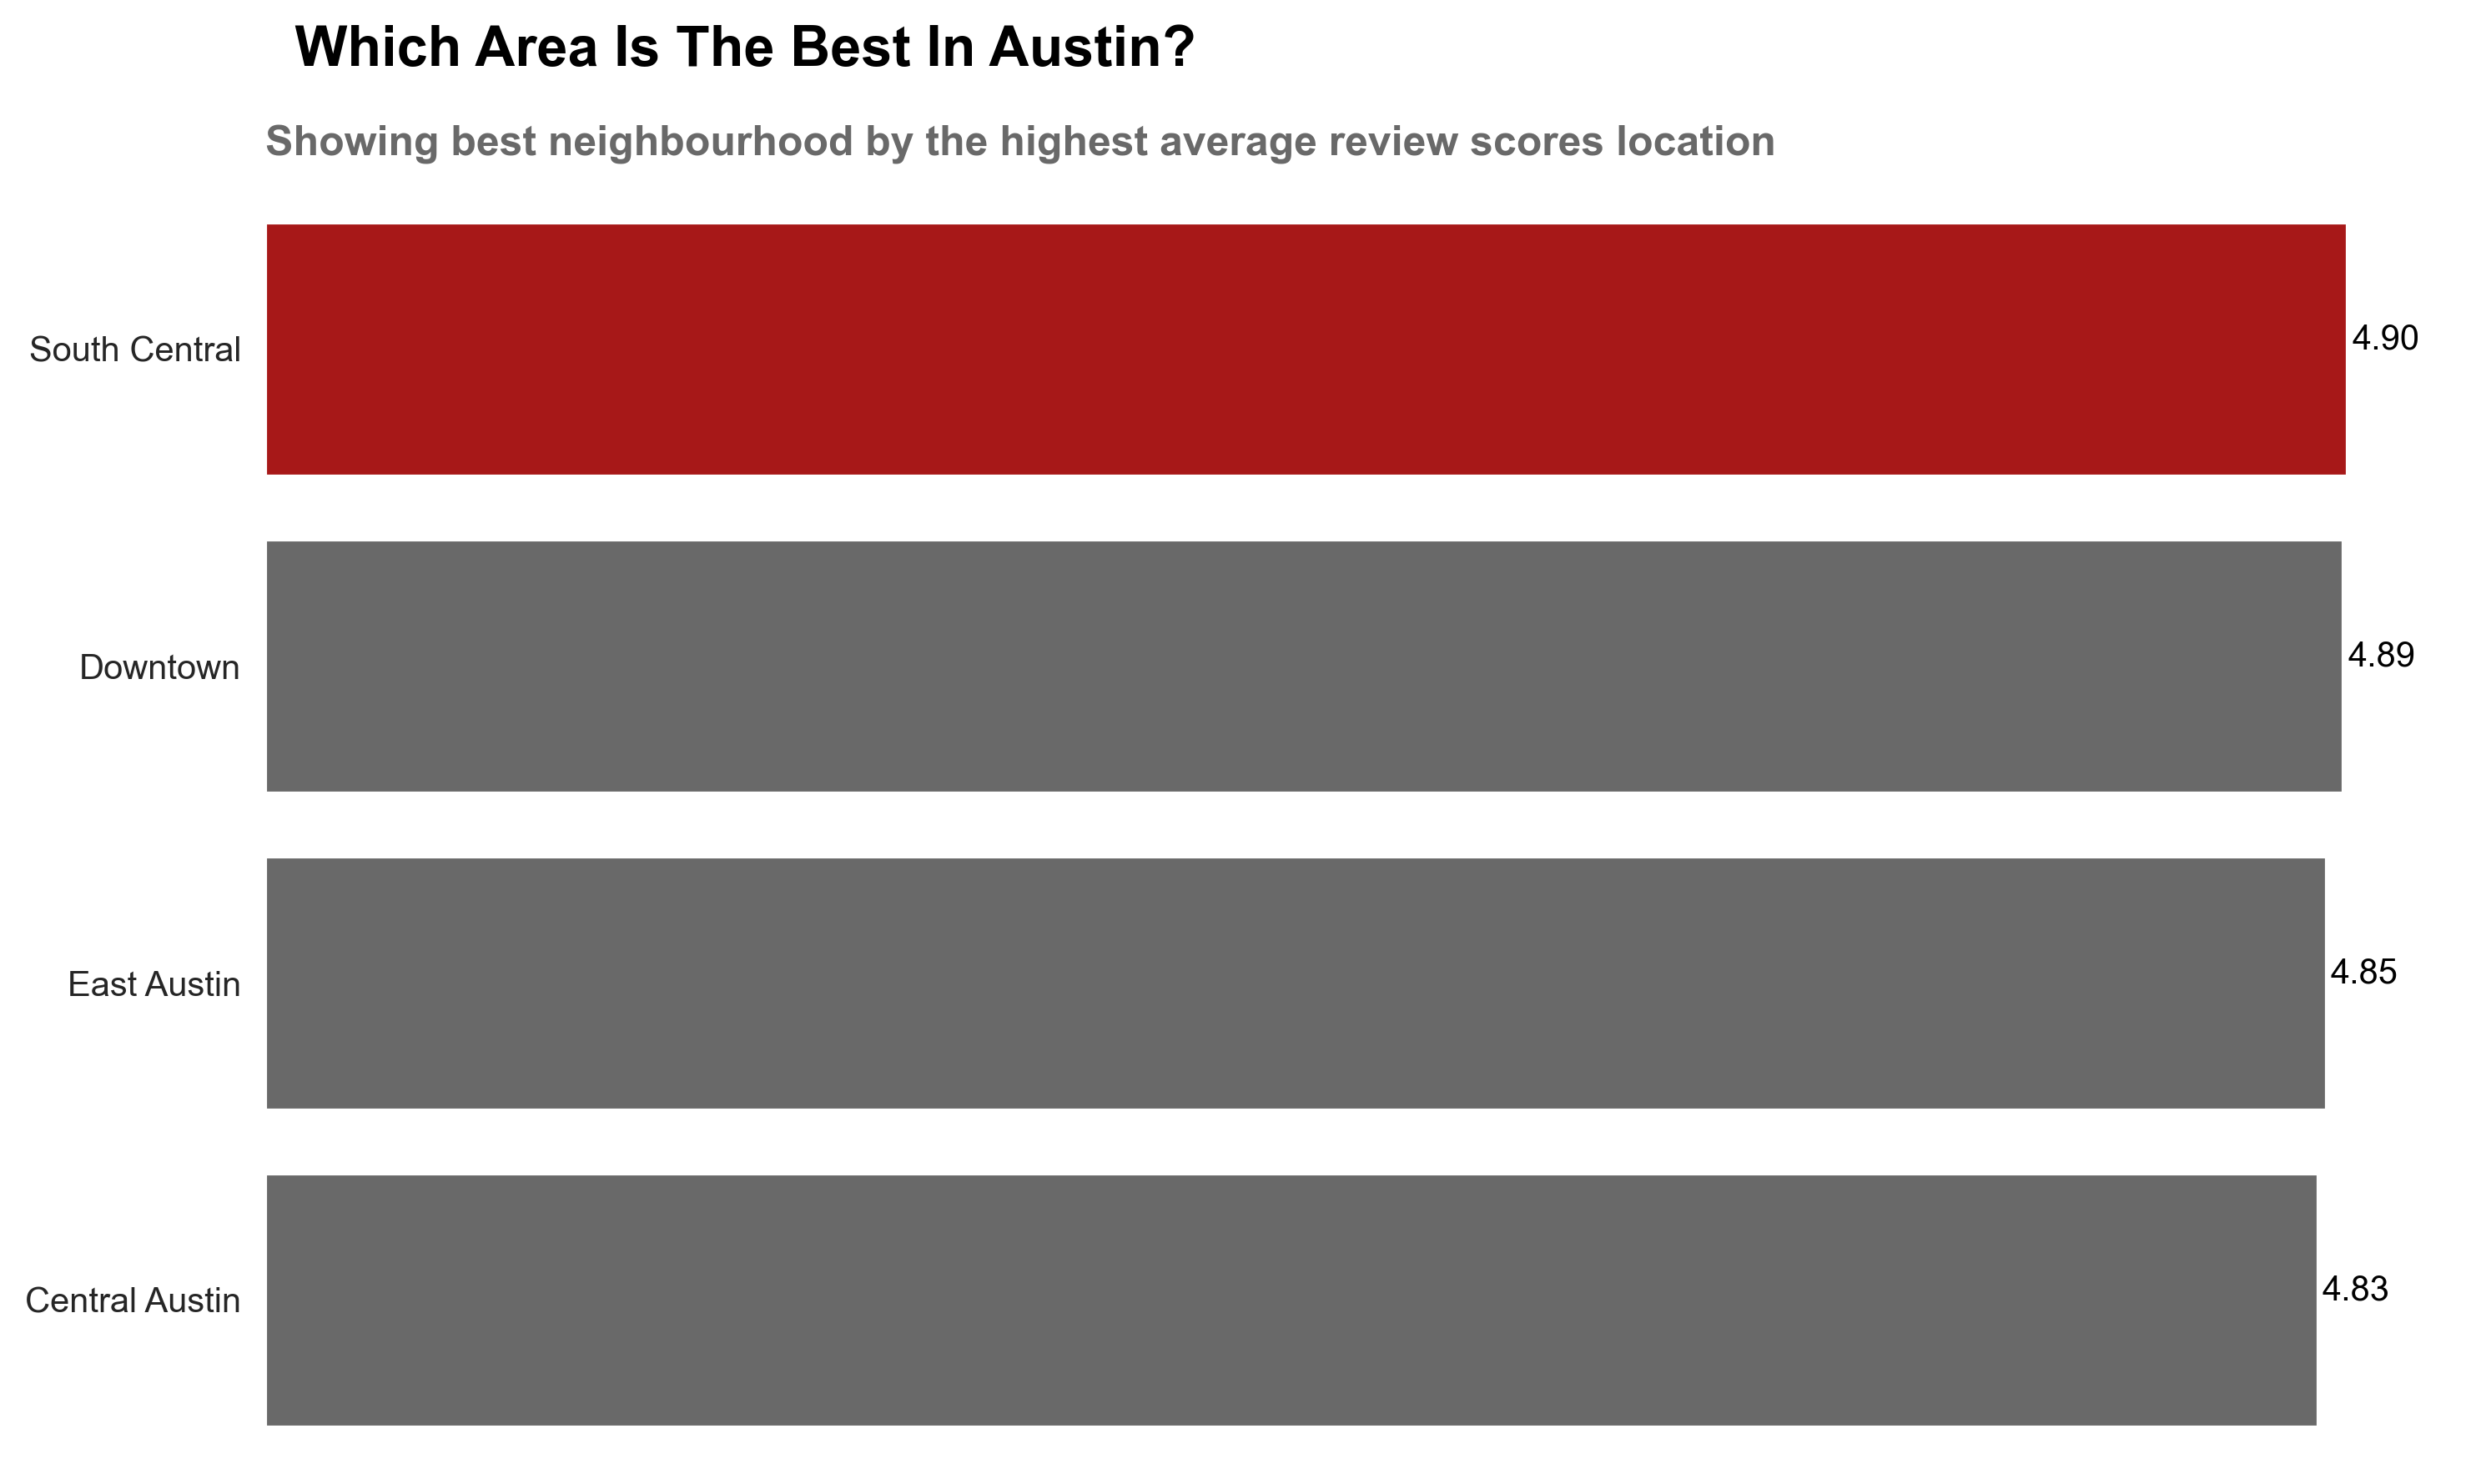 Which Area Is The Best In Austin?
Showing best neighbourhood by the highest average review scores location
South Central
4.90
Downtown
4.89
East Austin
4.85
Central Austin
4.83